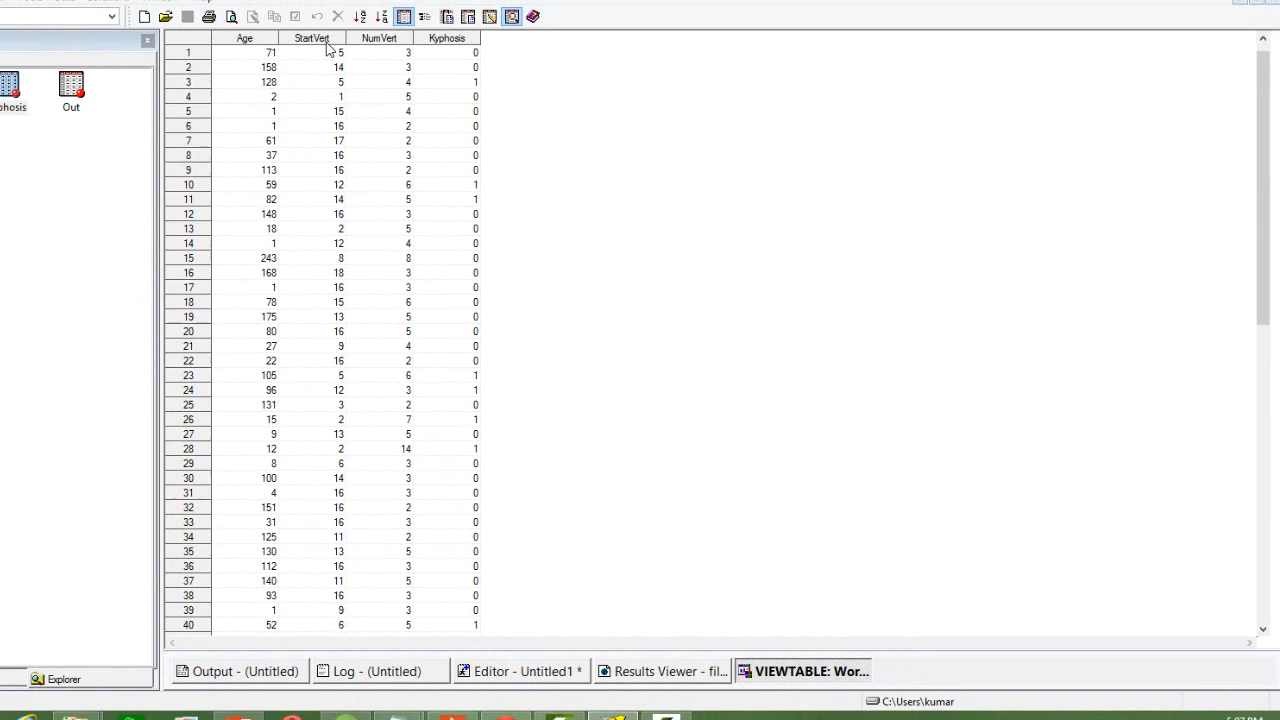 Age StartVert NumVert Kyphosis
1 71 5 3 0
2 158 14 3 0
3 128 5 4 1
4 2 1 5 0
5 1 15 4 0
6 1 16 2 0
7 61 17 2 0
8 37 16 3 0
9 113 16 2 0
10 59 12 6 1
11 82 14 5 1
12 148 16 3 0
13 18 2 5 0
14 1 12 4 0
15 243 8 8 0
16 168 18 3 0
17 1 16 3 0
18 78 15 6 0
19 175 13 5 0
20 80 16 5 0
21 27 9 4 0
22 22 16 2 0
23 105 5 6 1
24 96 12 3 1
25 131 3 2 0
26 15 2 7 1
27 9 13 5 0
28 12 2 14 1
29 8 6 3 0
30 100 14 3 0
31 4 16 3 0
32 151 16 2 0
33 31 16 3 0
34 125 11 2 0
35 130 13 5 0
36 112 16 3 0
37 140 11 5 0
38 93 16 3 0
39 1 9 3 0
40 52 6 5 1
phosis Out
Explorer
Output - (Untitled) Log - (Untitled) Editor - Untitled1 * Results Viewer - fil... VIEWTABLE: Wor...
C:\Users\kumar